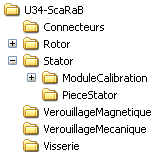 U34-ScaRaB
Connecteurs
Rotor
Stator
ModuleCalibration
PieceStator
VerouillageMagnetique
VerouillageMecanique
Visserie